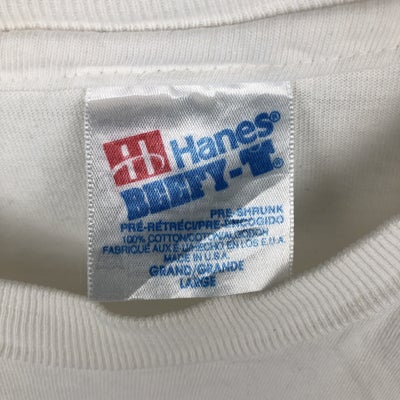 Hanes®
BEEFY-T®
PRE-SHRUNK
PRÉ-RÉTRÉCI/PRE-ENCOGIDO
100% COTTON/COTON/ALGODON
FABRIQUÉ AUX É.U./HECHO EN LOS E.U.A.
MADE IN U.S.A.
GRAND/GRANDE
LARGE